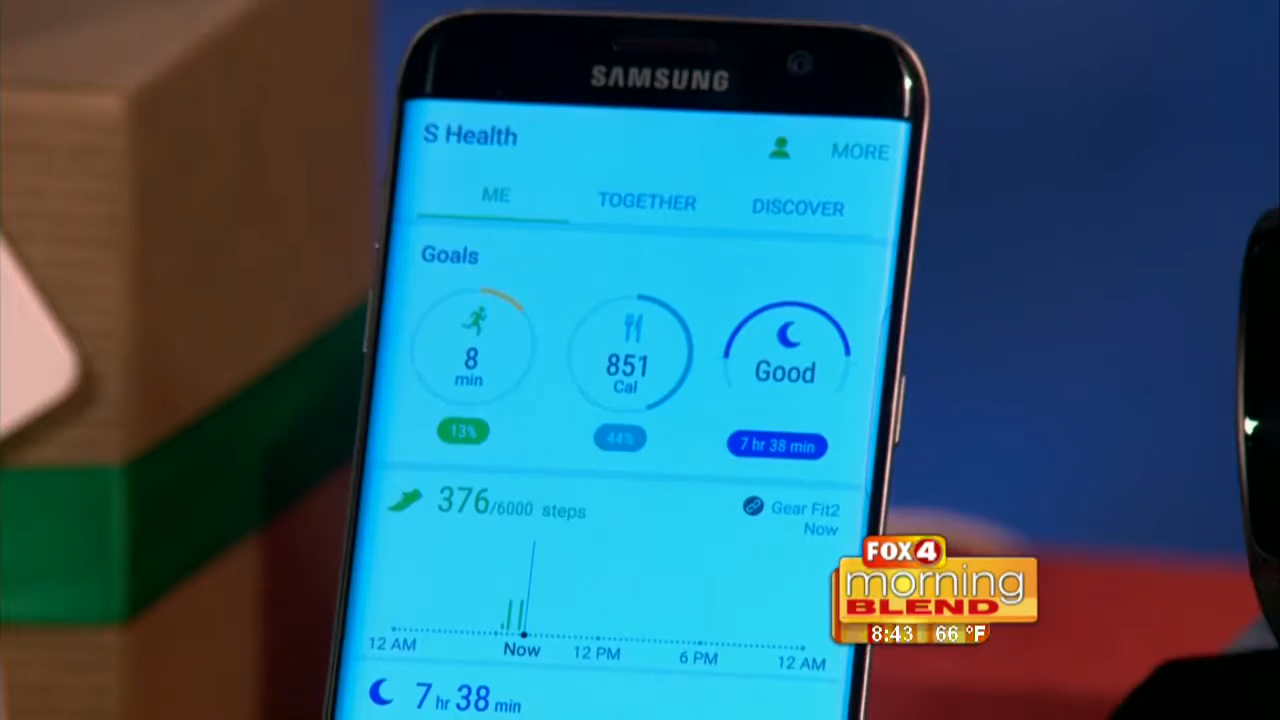 SAMSUNG
S Health
MORE
ME TOGETHER DISCOVER
Goals
8
min
851
Cal
Good
13%
44%
7 hr 38 min
376/6000 steps
Gear Fit2
Now
12 AM Now 12 PM 6 PM 12 AM
7 hr 38 min
FOX 4
morning
BLEND
8:43 66 °F